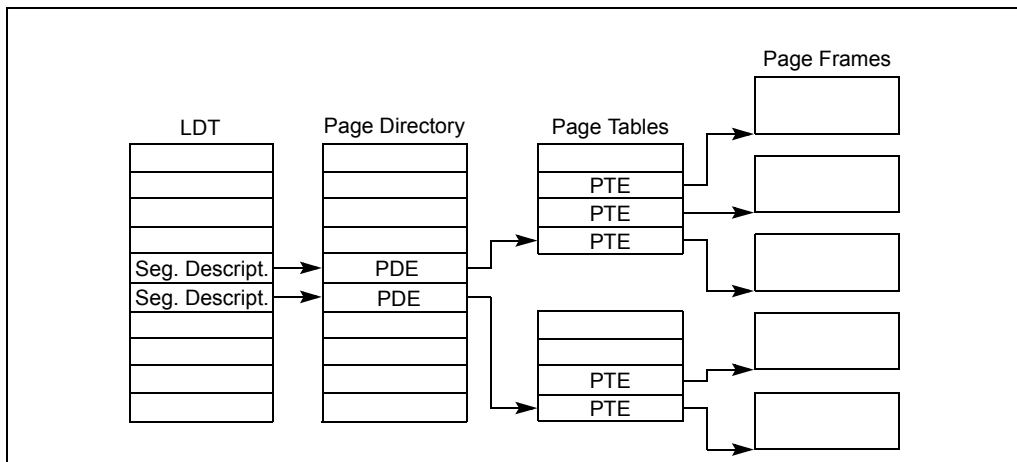 Page Frames
LDT
Page Directory
Page Tables
PTE
PTE
PTE
Seg. Descript.
PDE
Seg. Descript.
PDE
PTE
PTE